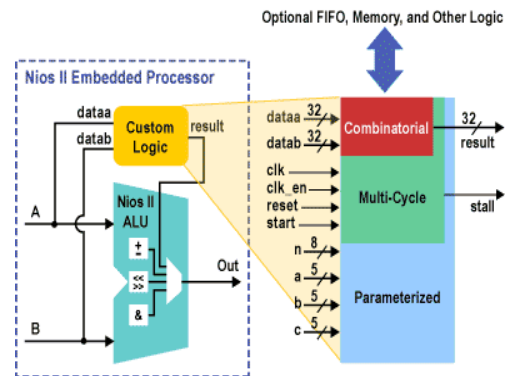 Optional FIFO, Memory, and Other Logic
Nios II Embedded Processor
dataa
datab
Custom
Logic
result
A
Nios II
ALU
+
−
<<
>>
&
Out
B
dataa 32
datab 32
clk
clk_en
reset
start
n 8
a 5
b 5
c 5
Combinatorial
Multi-Cycle
Parameterized
32
result
stall